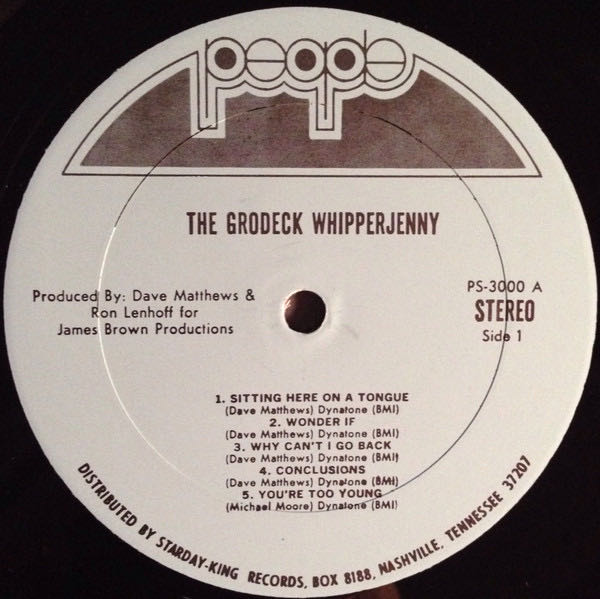 people
THE GRODECK WHIPPERJENNY
Produced By: Dave Matthews &
Ron Lenhoff for
James Brown Productions
PS-3000 A
STEREO
Side 1
1. SITTING HERE ON A TONGUE
(Dave Matthews) Dynatone (BMI)
2. WONDER IF
(Dave Matthews) Dynatone (BMI)
3. WHY CAN'T I GO BACK
(Dave Matthews) Dynatone (BMI)
4. CONCLUSIONS
(Dave Matthews) Dynatone (BMI)
5. YOU'RE TOO YOUNG
(Michael Moore) Dynatone (BMI)
DISTRIBUTED BY STARDAY-KING RECORDS, BOX 8188, NASHVILLE, TENNESSEE 37207